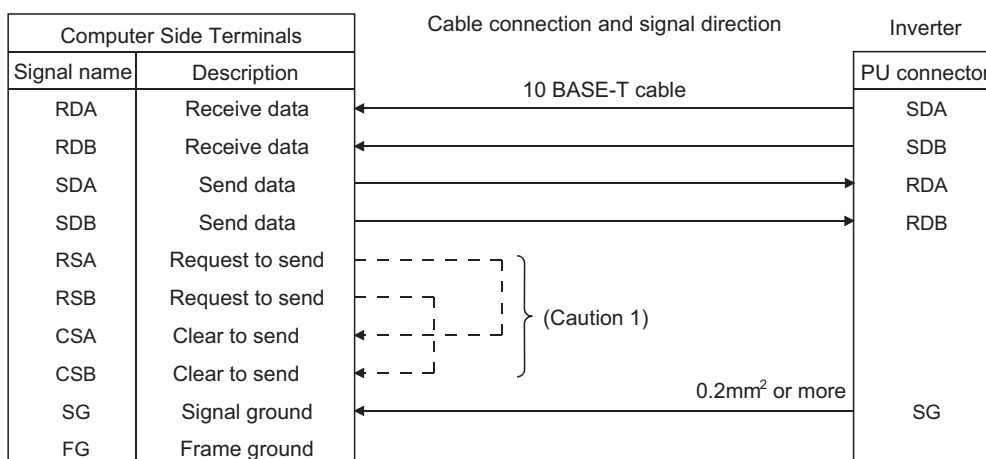 Cable connection and signal direction
Computer Side Terminals
Inverter
Signal name Description
PU connector
10 BASE-T cable
RDA Receive data SDA
RDB Receive data SDB
SDA Send data RDA
SDB Send data RDB
RSA Request to send
RSB Request to send
(Caution 1)
CSA Clear to send
CSB Clear to send
0.2mm² or more
SG Signal ground SG
FG Frame ground